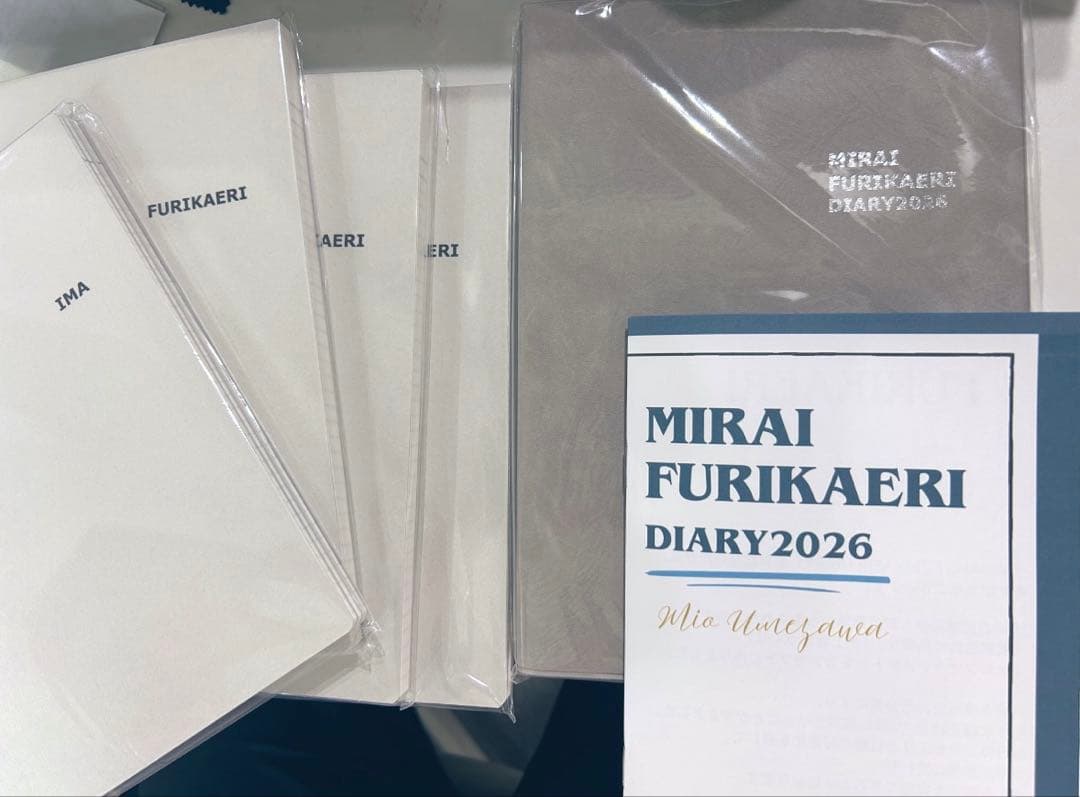 IMA
FURIKAERI
KAERI
ERI
MIRAI
FURIKAERI
DIARY2026
MIRAI
FURIKAERI
DIARY2026
Mio Umezawa